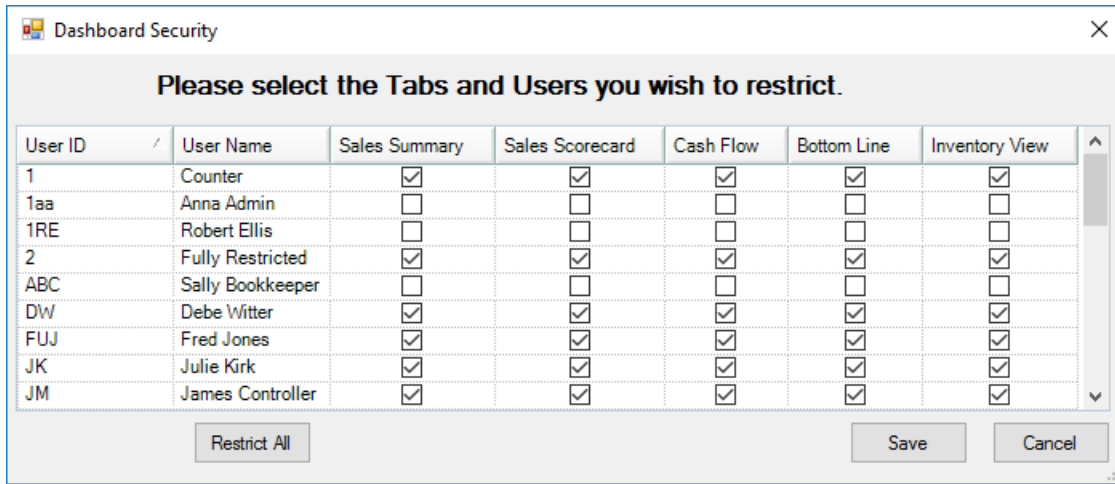 Dashboard Security
Please select the Tabs and Users you wish to restrict.
User ID User Name Sales Summary Sales Scorecard Cash Flow Bottom Line Inventory View
1 Counter
1aa Anna Admin
1RE Robert Ellis
2 Fully Restricted
ABC Sally Bookkeeper
DW Debe Witter
FUJ Fred Jones
JK Julie Kirk
JM James Controller
Restrict All Save Cancel